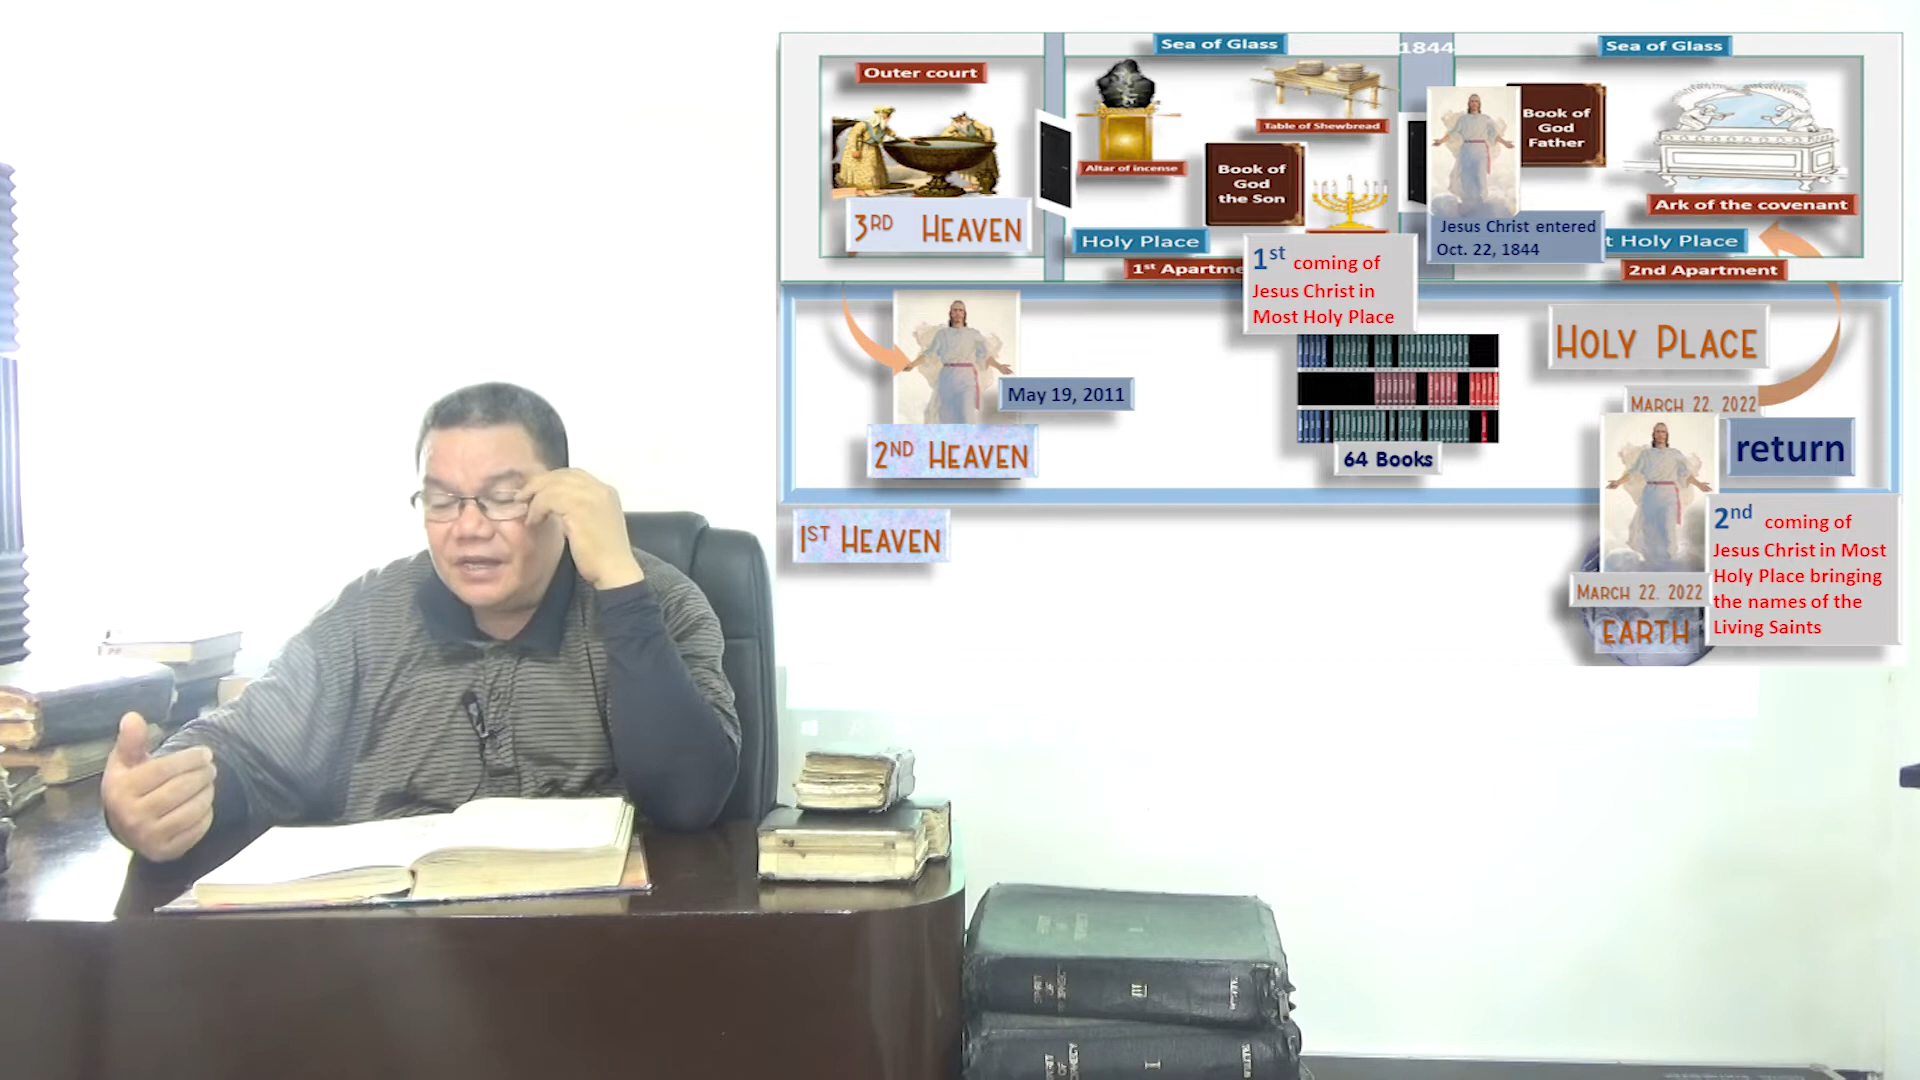 Sea of Glass
1844
Sea of Glass
Outer court
Book of
God
Father
Table of Shewbread
Altar of incense
Book of
God
the Son
Ark of the covenant
3RD HEAVEN
Jesus Christ entered
Oct. 22, 1844
Holy Place
t Holy Place
1st Apartme
2nd Apartment
1st coming of
Jesus Christ in
Most Holy Place
HOLY PLACE
May 19, 2011
MARCH 22, 2022
return
2ND HEAVEN
64 Books
1ST HEAVEN
2nd coming of
Jesus Christ in Most
Holy Place bringing
the names of the
Living Saints
MARCH 22, 2022
EARTH
III
I